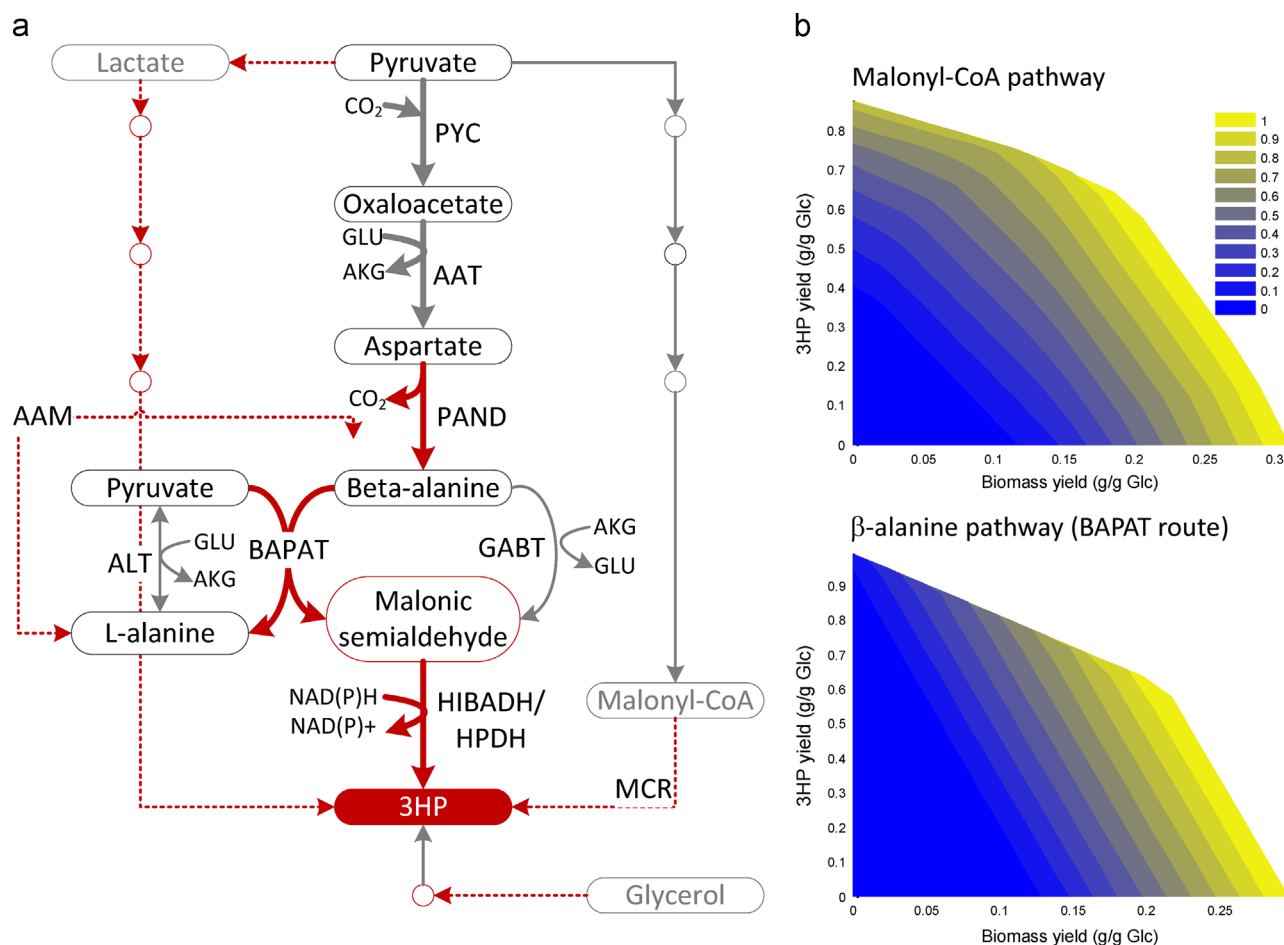 a
Lactate
Pyruvate
CO2
PYC
Oxaloacetate
GLU
AKG
AAT
Aspartate
CO2
PAND
AAM
Pyruvate
Beta-alanine
ALT
GLU
AKG
BAPAT
GABT
AKG
GLU
L-alanine
Malonic
semialdehyde
NAD(P)H
NAD(P)+
HIBADH/
HPDH
Malonyl-CoA
MCR
3HP
Glycerol
b
Malonyl-CoA pathway
3HP yield (g/g Glc)
0.8
0.7
0.6
0.5
0.4
0.3
0.2
0.1
0
0 0.05 0.1 0.15 0.2 0.25 0.3
Biomass yield (g/g Glc)
1
0.9
0.8
0.7
0.6
0.5
0.4
0.3
0.2
0.1
0
β-alanine pathway (BAPAT route)
3HP yield (g/g Glc)
0.9
0.8
0.7
0.6
0.5
0.4
0.3
0.2
0.1
0
0 0.05 0.1 0.15 0.2 0.25
Biomass yield (g/g Glc)